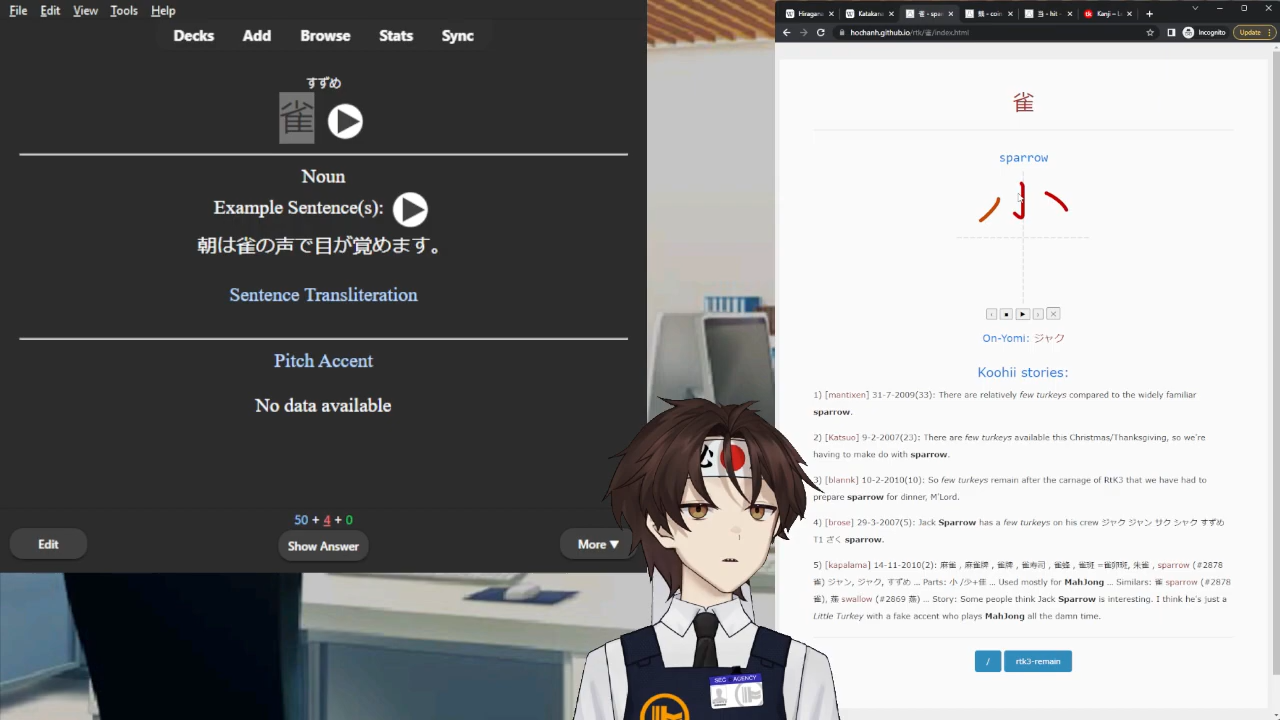 File Edit View Tools Help
Decks Add Browse Stats Sync
すずめ
雀
Noun
Example Sentence(s):
朝は雀の声で目が覚めます。
Sentence Transliteration
Pitch Accent
No data available
50 + 4 + 0
Edit
Show Answer
More ▼
必
SEC AGENCY
Hiragan
Katakan
雀 - spar
- coin
- hit -
Kanji – L
hochanh.github.io/rtk/雀/index.html
Incognito
Update
雀
sparrow
On-Yomi: ジャク
Koohii stories:
1) [mantixen] 31-7-2009(33): There are relatively few turkeys compared to the widely familiar
sparrow.
2) [Katsuo] 9-2-2007(23): There are few turkeys available this Christmas/Thanksgiving, so we're
having to make do with sparrow.
3) [blannk] 10-2-2010(10): So few turkeys remain after the carnage of RtK3 that we have had to
prepare sparrow for dinner, M'Lord.
4) [brose] 29-3-2007(5): Jack Sparrow has a few turkeys on his crew ジャク ジャン サク シャク すずめ
T1 ざく sparrow.
5) [kapalama] 14-11-2010(2): 麻雀 , 麻雀牌 , 雀牌 , 雀寿司 , 雀蜂 , 雀斑 =雀卵斑, 朱雀 , sparrow (#2878
雀) ジャン, ジャク, すずめ ... Parts: 小 /少+隹 ... Used mostly for MahJong ... Similars: 雀 sparrow (#2878
雀), swallow (#2869 ) ... Story: Some people think Jack Sparrow is interesting. I think he's just a
Little Turkey with a fake accent who plays MahJong all the damn time.
/
rtk3-remain